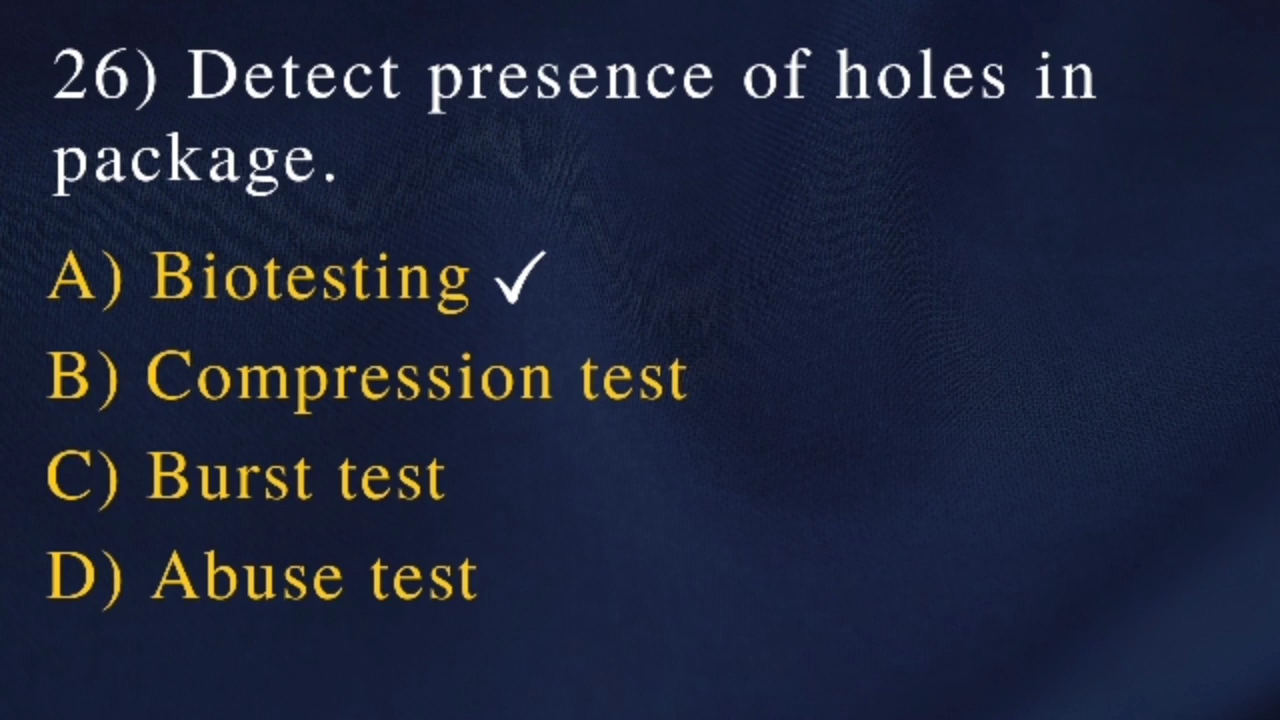 26) Detect presence of holes in
package.
A) Biotesting ✓
B) Compression test
C) Burst test
D) Abuse test